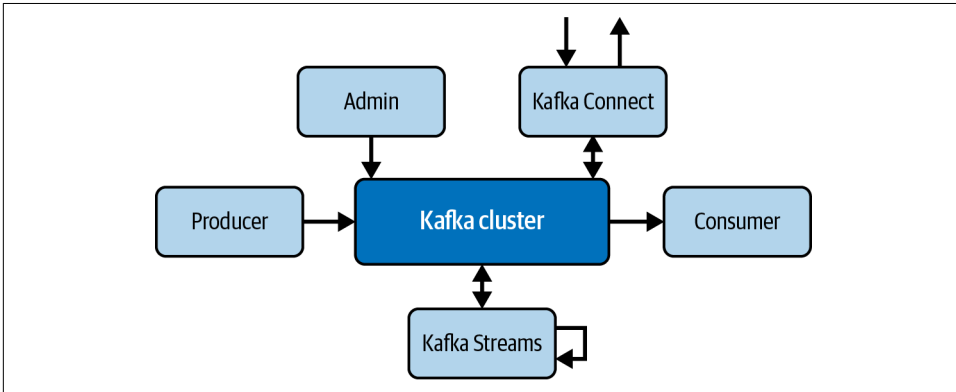 Admin
Kafka Connect
Producer
Kafka cluster
Consumer
Kafka Streams